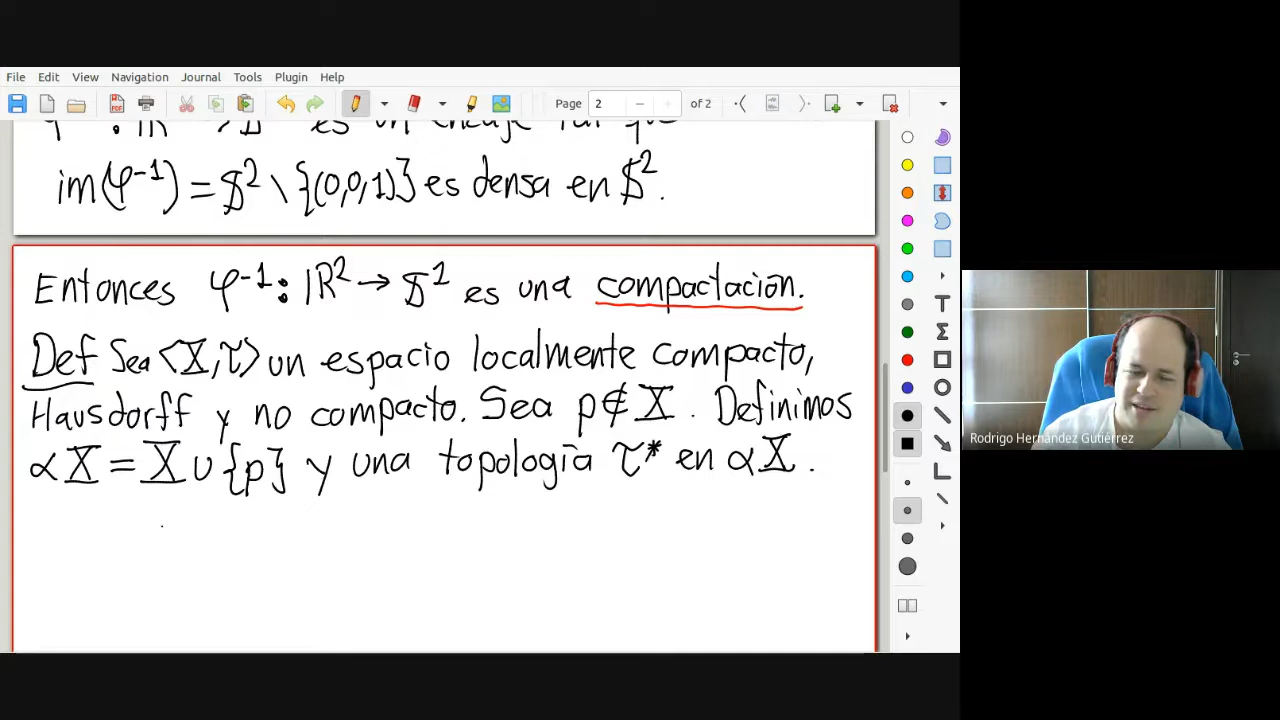 File Edit View Navigation Journal Tools Plugin Help
Page 2 of 2
im(φ⁻¹) = S² \ {(0,0,1)} es densa en S².
Entonces φ⁻¹: ℝ² → S² es una compactación.
Def Sea ⟨X,τ⟩ un espacio localmente compacto,
Hausdorff y no compacto. Sea p∉X. Definimos
αX = X ∪ {p} y una topología τ* en αX.
Rodrigo Hernández Gutiérrez